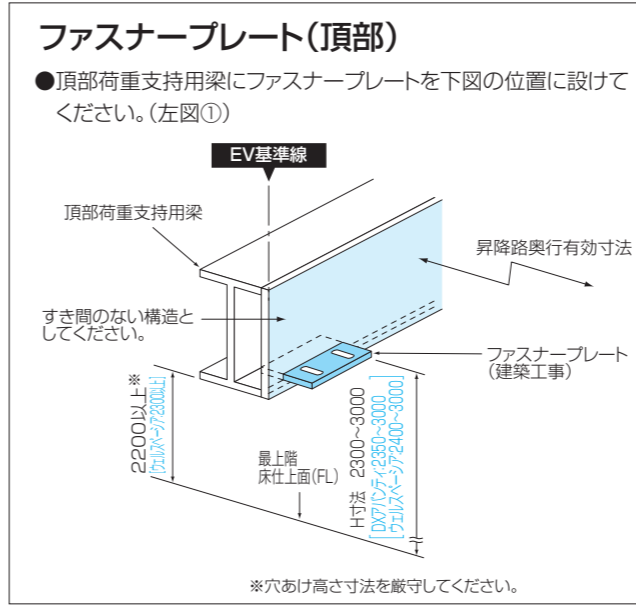 ファスナープレート(頂部)
●頂部荷重支持用梁にファスナープレートを下図の位置に設けて
ください。(左図①)
EV基準線
頂部荷重支持用梁
昇降路奥行有効寸法
すき間のない構造と
してください。
ファスナープレート
(建築工事)
2200以上※
[ウェルスペーシア:2300以上]
最上階
床仕上面(FL)
H寸法 2300~3000
[DXアバンティ:2350~3000
ウェルスペーシア:2400~3000]
※穴あけ高さ寸法を厳守してください。